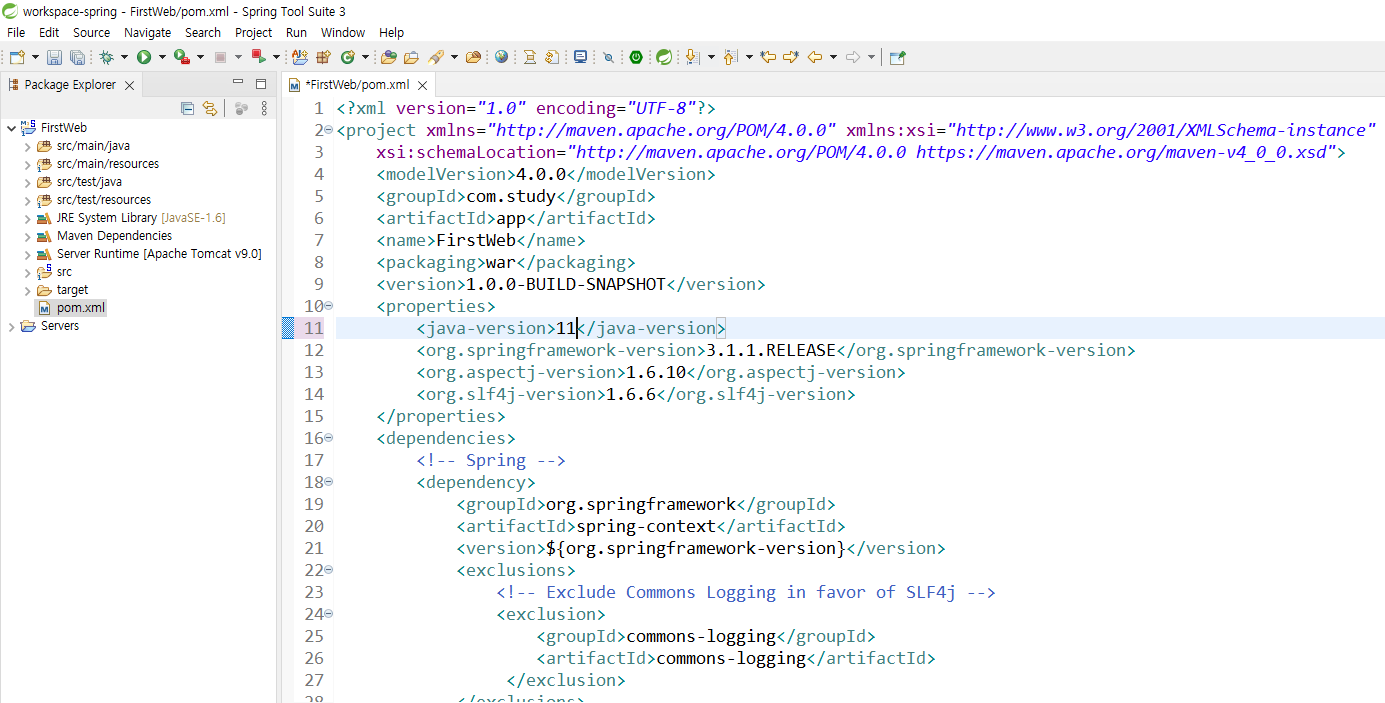 workspace-spring - FirstWeb/pom.xml - Spring Tool Suite 3
File Edit Source Navigate Search Project Run Window Help
Package Explorer
FirstWeb
src/main/java
src/main/resources
src/test/java
src/test/resources
JRE System Library [JavaSE-1.6]
Maven Dependencies
Server Runtime [Apache Tomcat v9.0]
src
target
pom.xml
Servers
*FirstWeb/pom.xml
1 <?xml version="1.0" encoding="UTF-8"?>
2 <project xmlns="http://maven.apache.org/POM/4.0.0" xmlns:xsi="http://www.w3.org/2001/XMLSchema-instance"
3 xsi:schemaLocation="http://maven.apache.org/POM/4.0.0 https://maven.apache.org/maven-v4_0_0.xsd">
4 <modelVersion>4.0.0</modelVersion>
5 <groupId>com.study</groupId>
6 <artifactId>app</artifactId>
7 <name>FirstWeb</name>
8 <packaging>war</packaging>
9 <version>1.0.0-BUILD-SNAPSHOT</version>
10 <properties>
11 <java-version>11</java-version>
12 <org.springframework-version>3.1.1.RELEASE</org.springframework-version>
13 <org.aspectj-version>1.6.10</org.aspectj-version>
14 <org.slf4j-version>1.6.6</org.slf4j-version>
15 </properties>
16 <dependencies>
17 <!-- Spring -->
18 <dependency>
19 <groupId>org.springframework</groupId>
20 <artifactId>spring-context</artifactId>
21 <version>${org.springframework-version}</version>
22 <exclusions>
23 <!-- Exclude Commons Logging in favor of SLF4j -->
24 <exclusion>
25 <groupId>commons-logging</groupId>
26 <artifactId>commons-logging</artifactId>
27 </exclusion>
28 </exclusions>